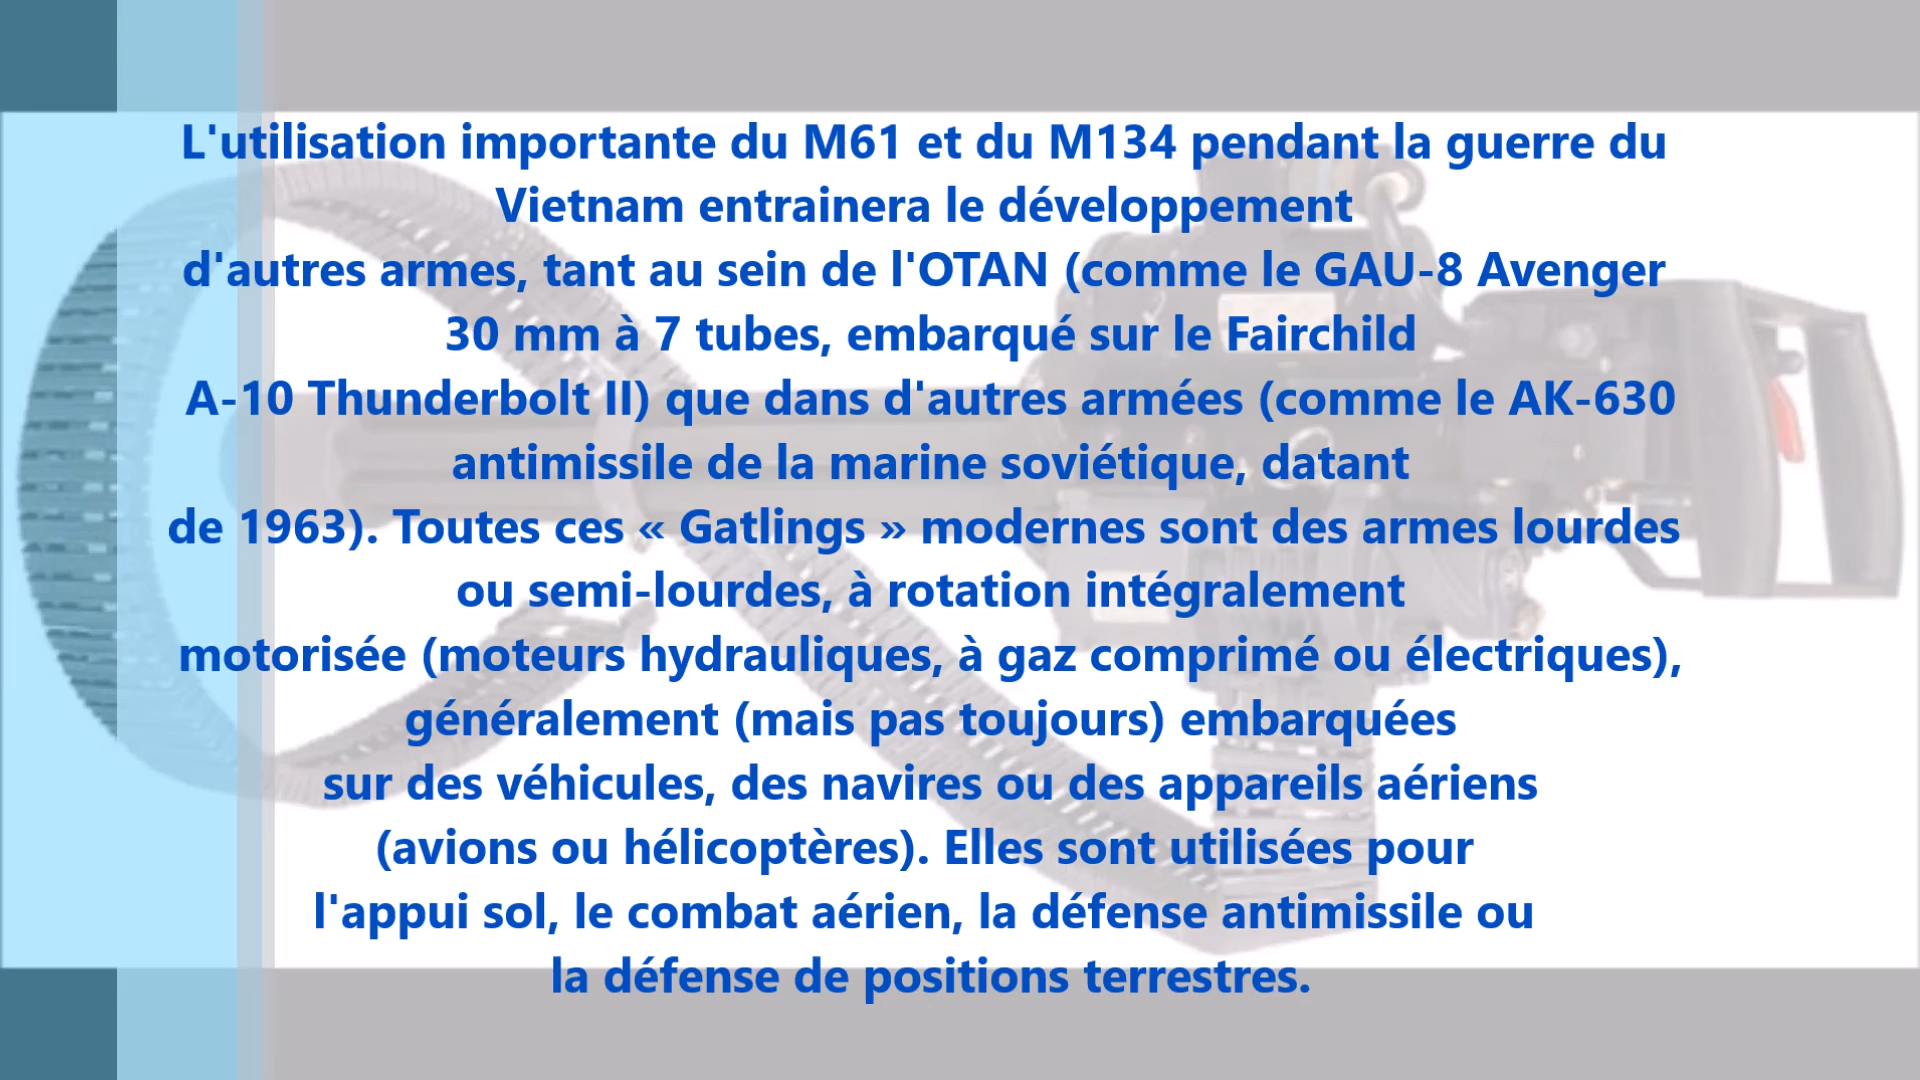 L'utilisation importante du M61 et du M134 pendant la guerre du
Vietnam entrainera le développement
d'autres armes, tant au sein de l'OTAN (comme le GAU-8 Avenger
30 mm à 7 tubes, embarqué sur le Fairchild
A-10 Thunderbolt II) que dans d'autres armées (comme le AK-630
antimissile de la marine soviétique, datant
de 1963). Toutes ces « Gatlings » modernes sont des armes lourdes
ou semi-lourdes, à rotation intégralement
motorisée (moteurs hydrauliques, à gaz comprimé ou électriques),
généralement (mais pas toujours) embarquées
sur des véhicules, des navires ou des appareils aériens
(avions ou hélicoptères). Elles sont utilisées pour
l'appui sol, le combat aérien, la défense antimissile ou
la défense de positions terrestres.